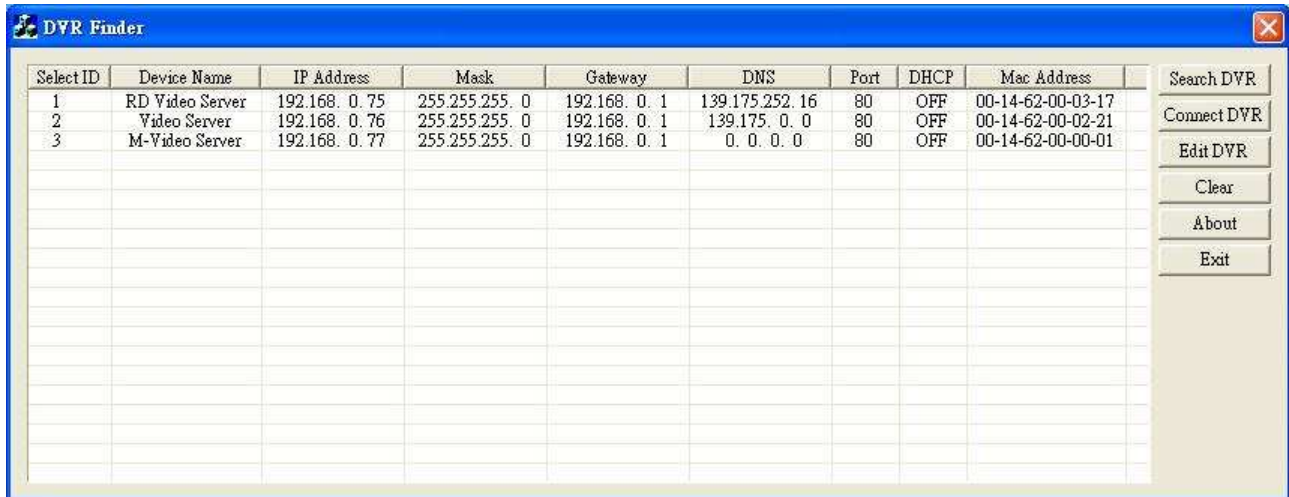 DVR Finder
Select ID Device Name IP Address Mask Gateway DNS Port DHCP Mac Address
1 RD Video Server 192.168. 0. 75 255.255.255. 0 192.168. 0. 1 139.175.252. 16 80 OFF 00-14-62-00-03-17
2 Video Server 192.168. 0. 76 255.255.255. 0 192.168. 0. 1 139.175. 0. 0 80 OFF 00-14-62-00-02-21
3 M-Video Server 192.168. 0. 77 255.255.255. 0 192.168. 0. 1 0. 0. 0. 0 80 OFF 00-14-62-00-00-01
Search DVR
Connect DVR
Edit DVR
Clear
About
Exit